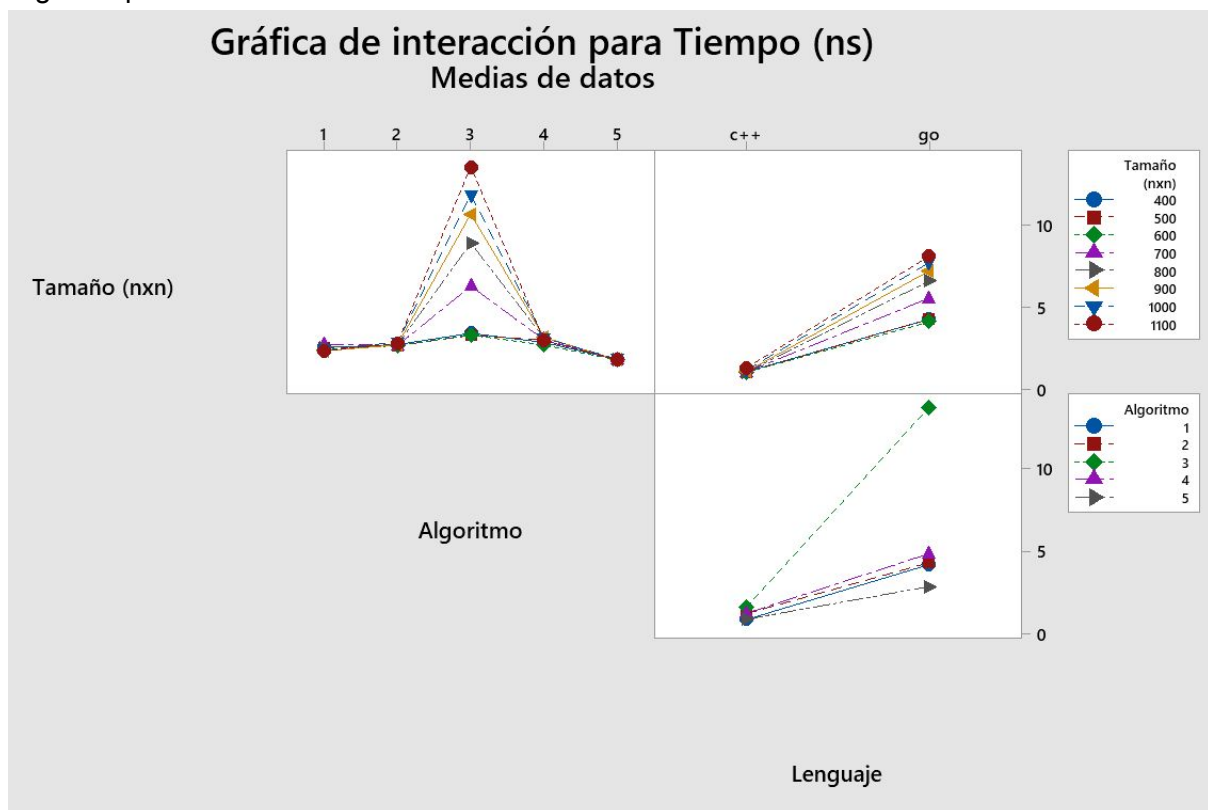 Gráfica de interacción para Tiempo (ns)
Medias de datos
1 2 3 4 5 c++ go
Tamaño (nxn)
10
5
0
Tamaño
(nxn)
400
500
600
700
800
900
1000
1100
Algoritmo
10
5
0
Algoritmo
1
2
3
4
5
Lenguaje